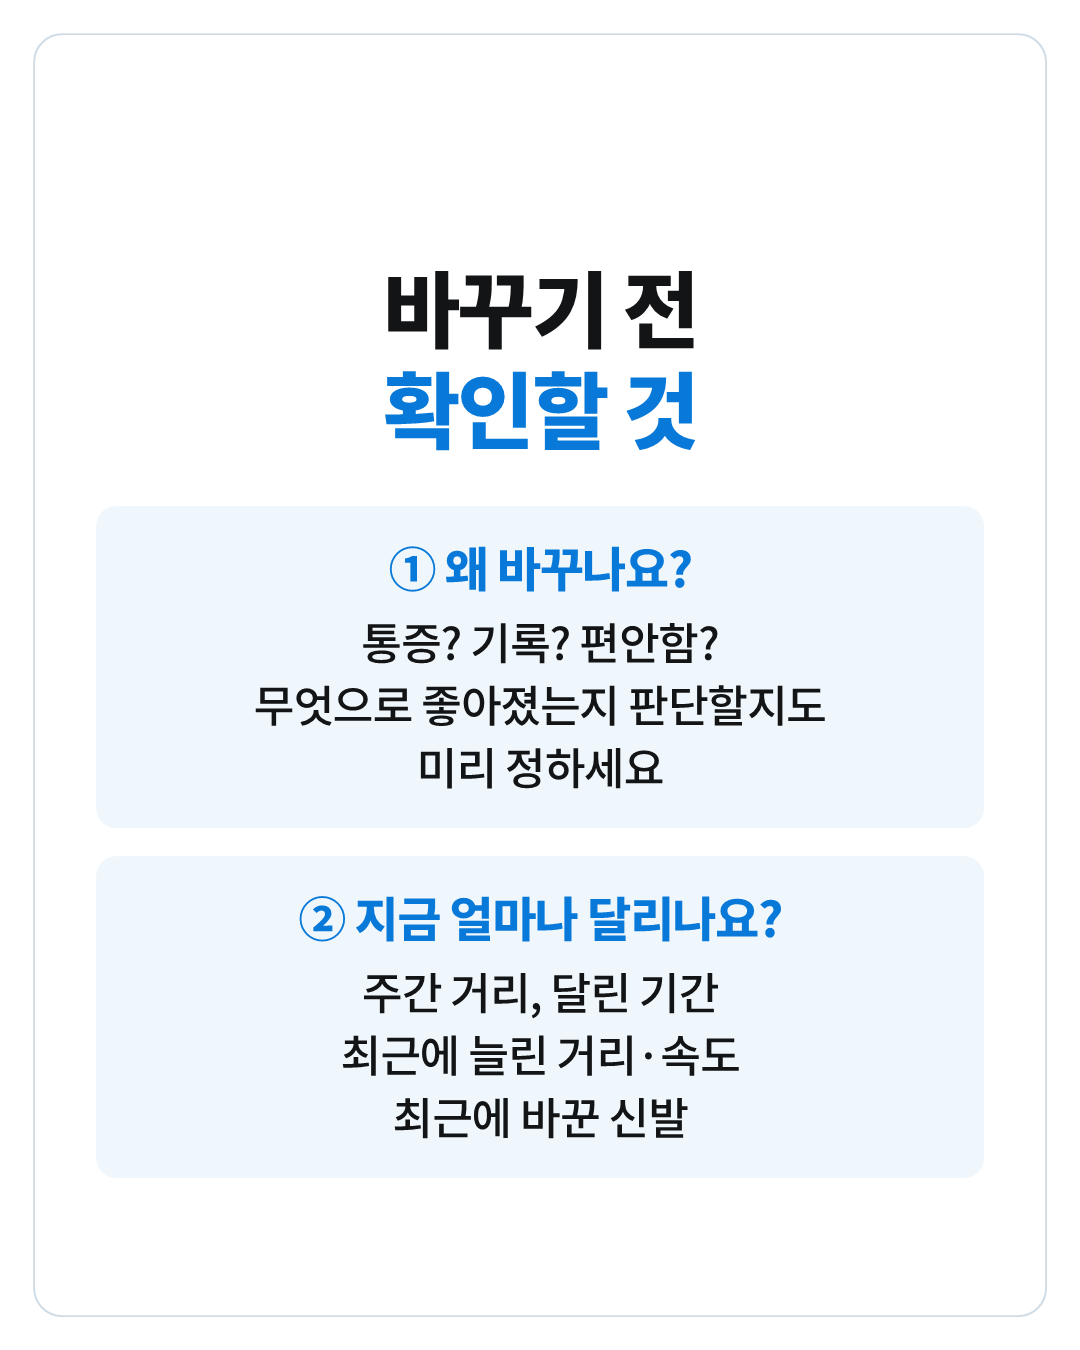 바꾸기 전
확인할 것
① 왜 바꾸나요?
통증? 기록? 편안함?
무엇으로 좋아졌는지 판단할지도
미리 정하세요
② 지금 얼마나 달리나요?
주간 거리, 달린 기간
최근에 늘린 거리·속도
최근에 바꾼 신발